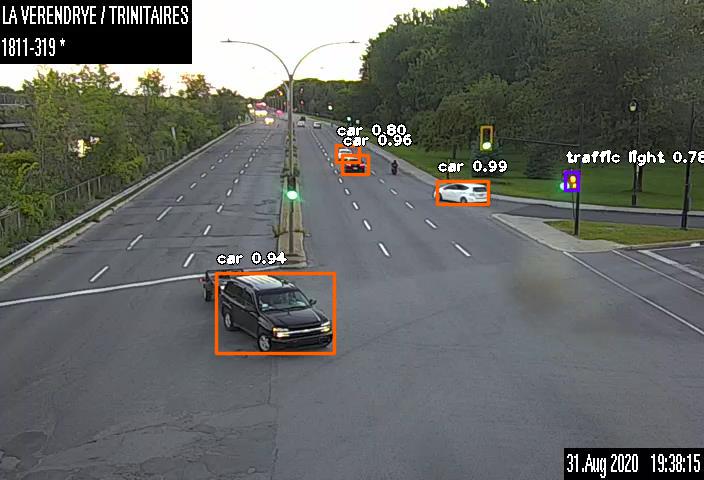 LA VERENDRYE / TRINITAIRES
1811-319 *
car 0.80
car 0.96
car 0.99
traffic light 0.78
car 0.94
31.Aug 2020 19:38:15